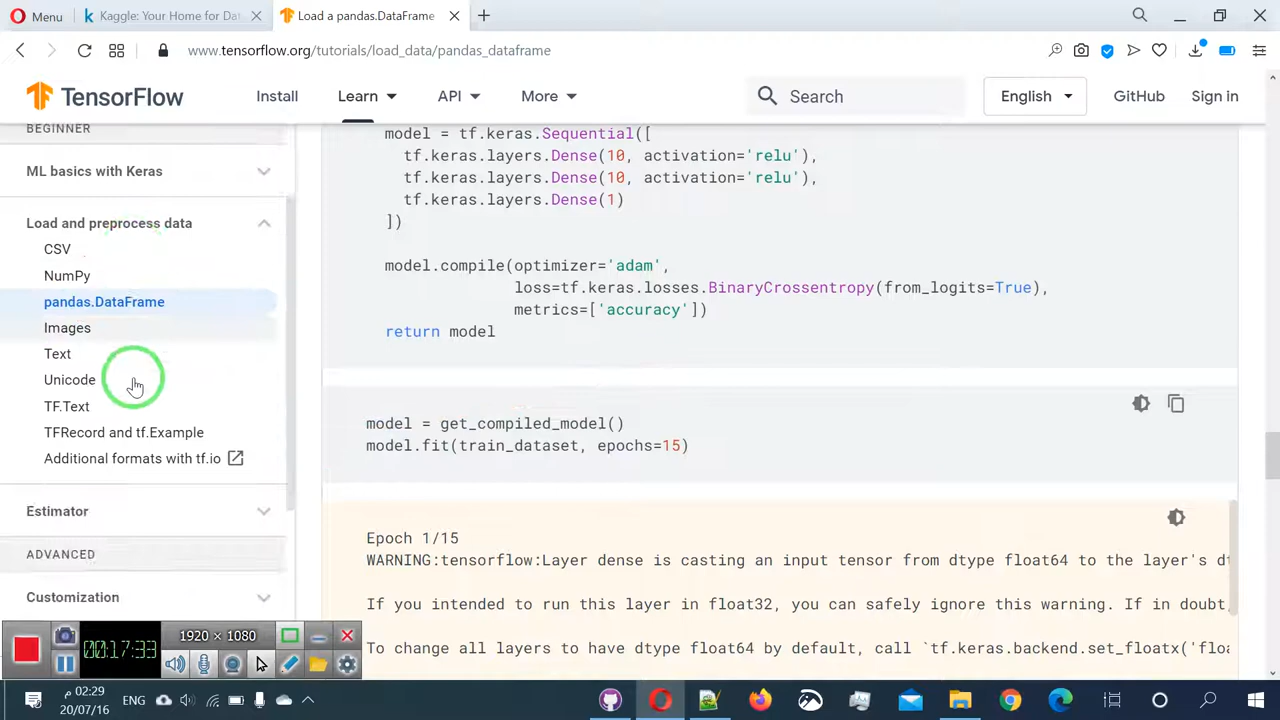 Menu
Kaggle: Your Home for Dat
Load a pandas.DataFrame
www.tensorflow.org/tutorials/load_data/pandas_dataframe
TensorFlow
Install
Learn
API
More
Search
English
GitHub
Sign in
BEGINNER
ML basics with Keras
Load and preprocess data
CSV
NumPy
pandas.DataFrame
Images
Text
Unicode
TF.Text
TFRecord and tf.Example
Additional formats with tf.io
Estimator
ADVANCED
Customization
model = tf.keras.Sequential([
tf.keras.layers.Dense(10, activation='relu'),
tf.keras.layers.Dense(10, activation='relu'),
tf.keras.layers.Dense(1)
])
model.compile(optimizer='adam',
loss=tf.keras.losses.BinaryCrossentropy(from_logits=True),
metrics=['accuracy'])
return model
model = get_compiled_model()
model.fit(train_dataset, epochs=15)
Epoch 1/15
WARNING:tensorflow:Layer dense is casting an input tensor from dtype float64 to the layer's dt
If you intended to run this layer in float32, you can safely ignore this warning. If in doubt,
To change all layers to have dtype float64 by default, call `tf.keras.backend.set_floatx('floa
1920 × 1080
00:17:33
ENG
02:29 م
20/07/16